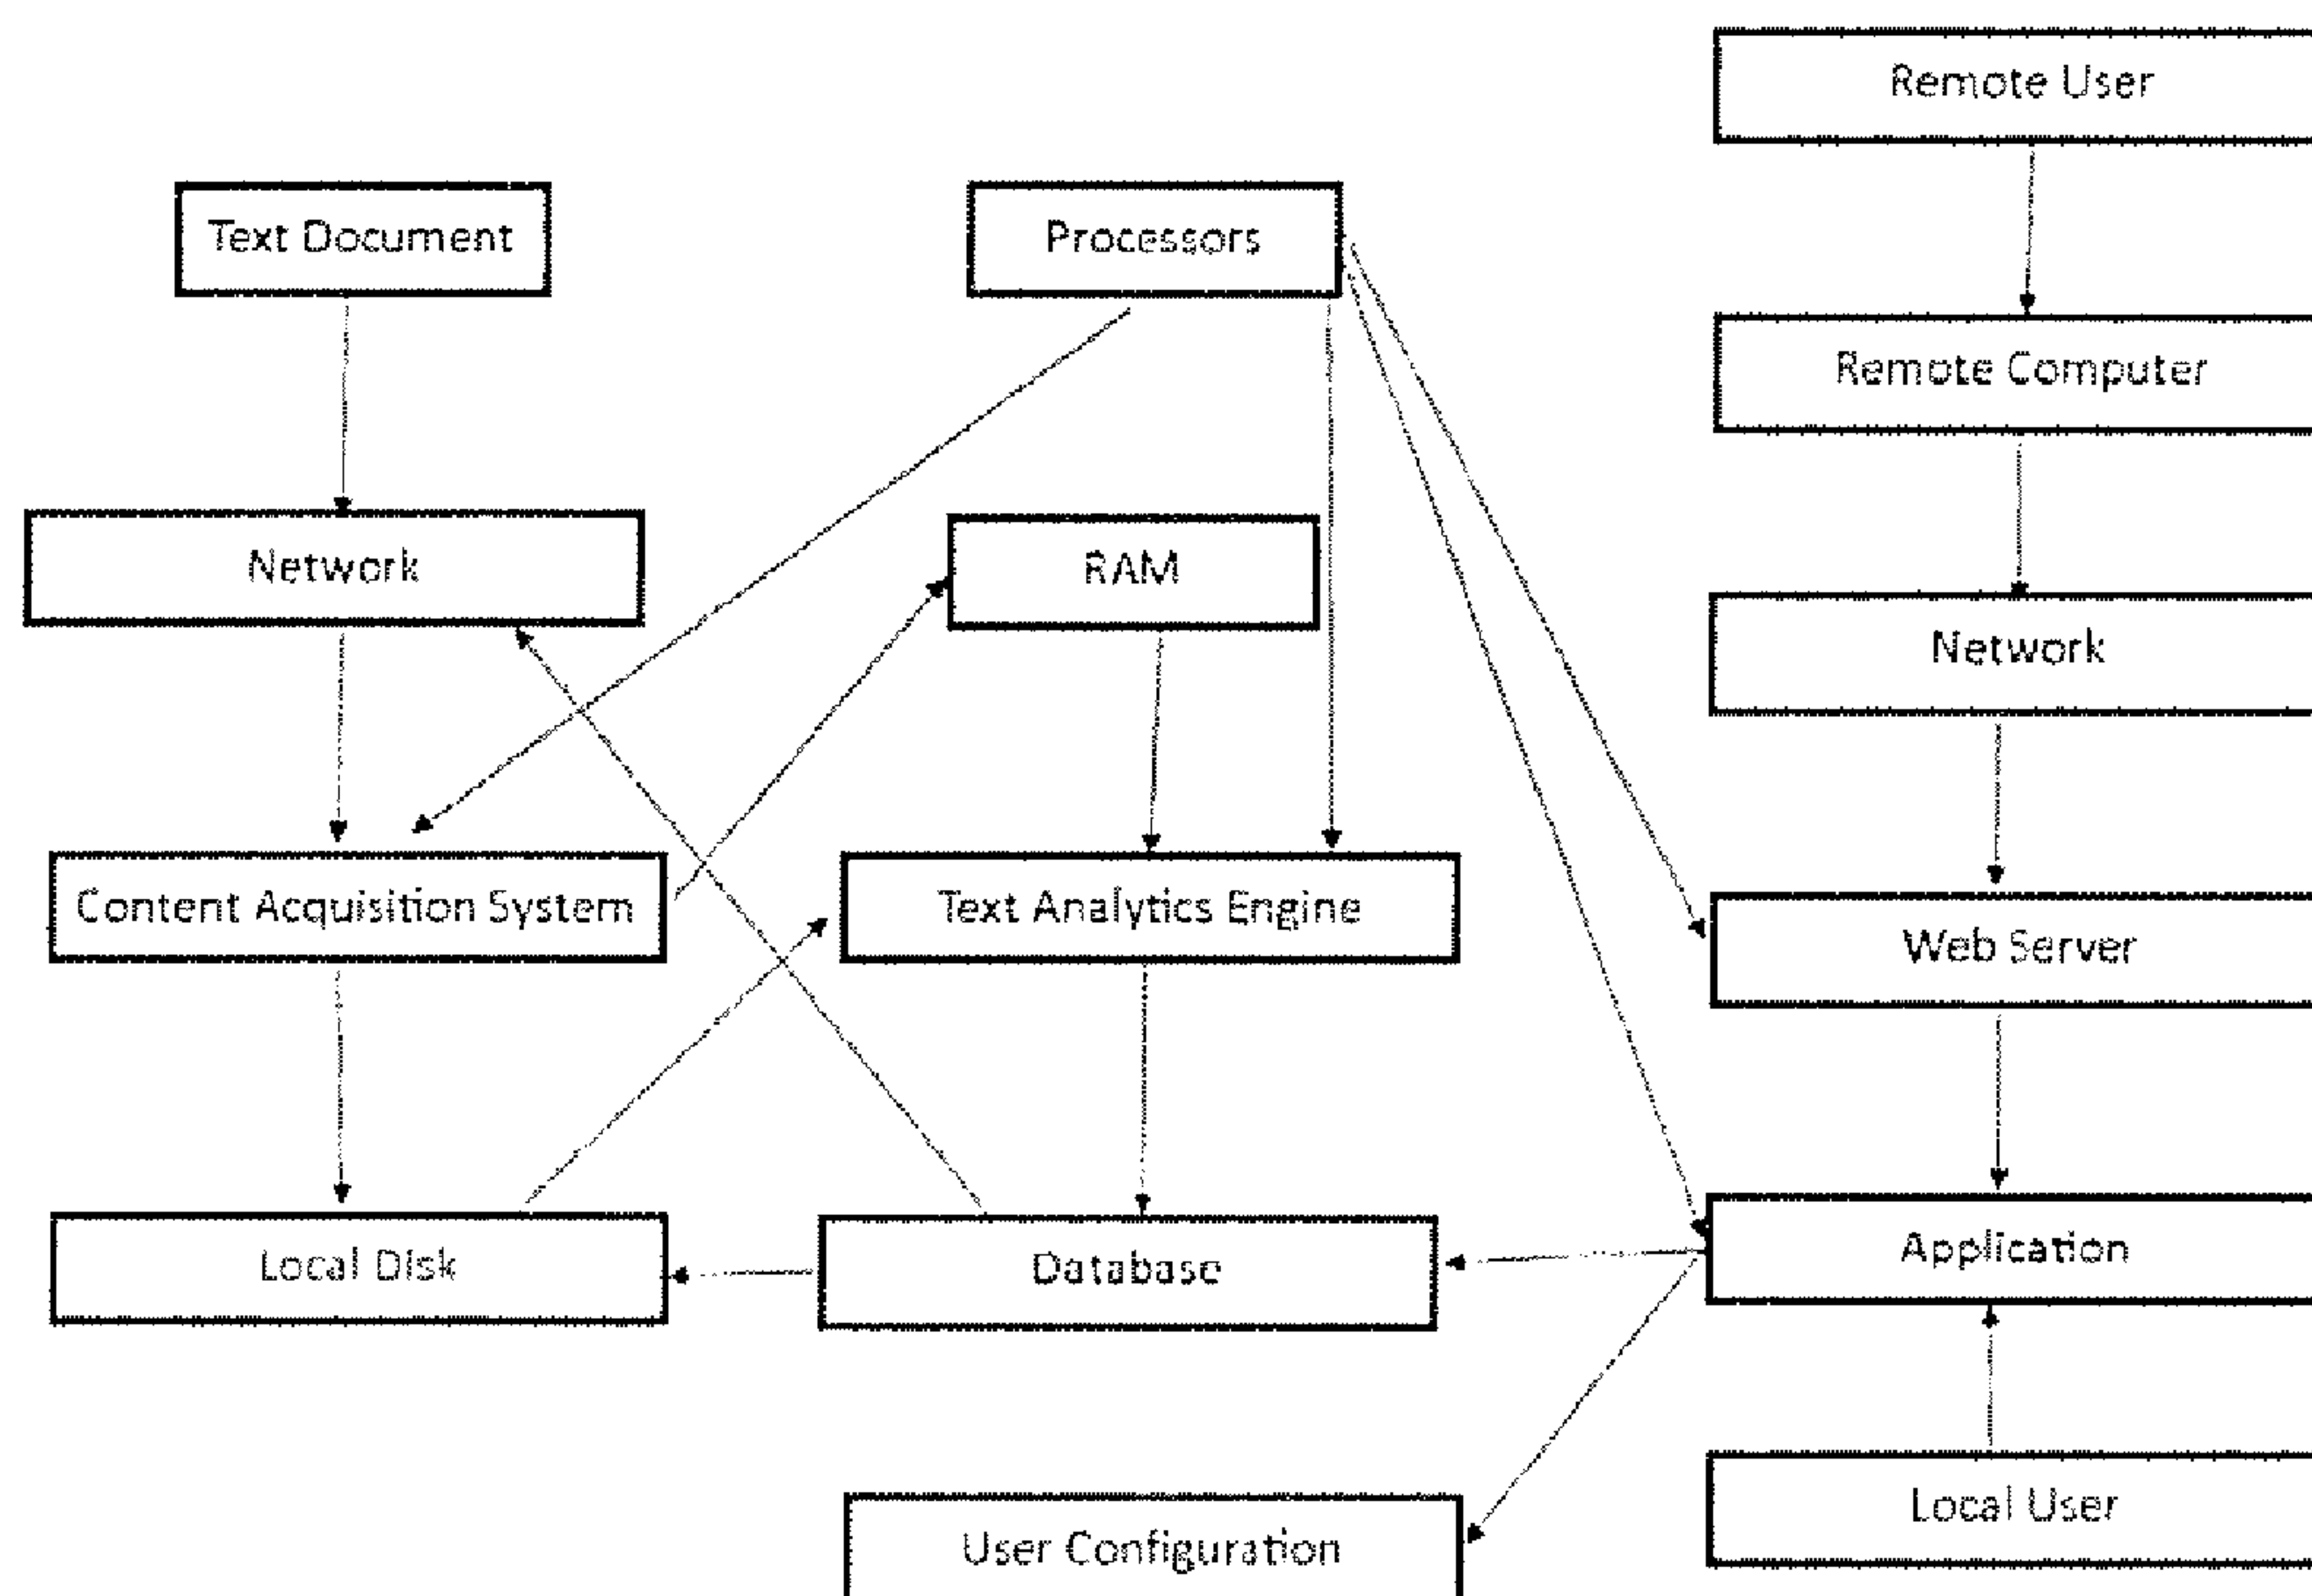 Remote User
Text Document
Processors
Remote Computer
Network
RAM
Network
Content Acquisition System
Text Analytics Engine
Web Server
Local Disk
Database
Application
User Configuration
Local User